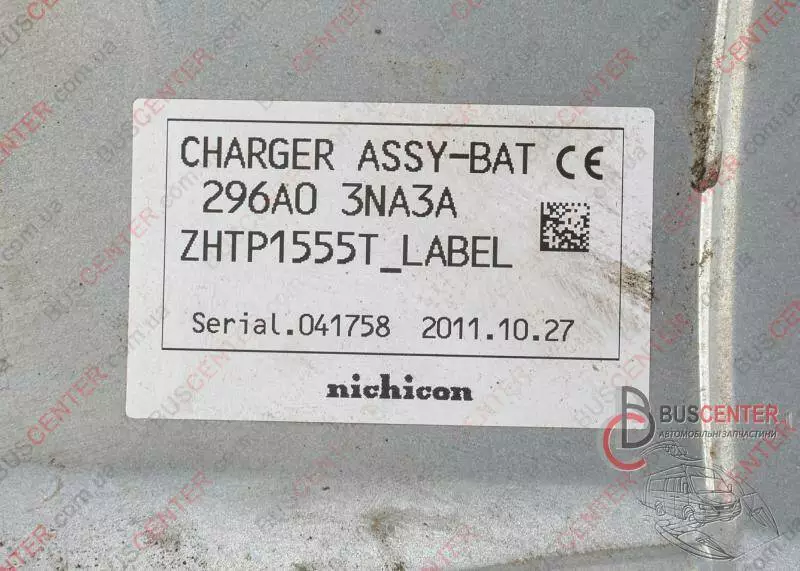 CHARGER ASSY-BAT CE
296A0 3NA3A
ZHTP1555T_LABEL
Serial.041758 2011.10.27
nichicon
BUSCENTER
АВТОМОБІЛЬНІ ЗАПЧАСТИНИ